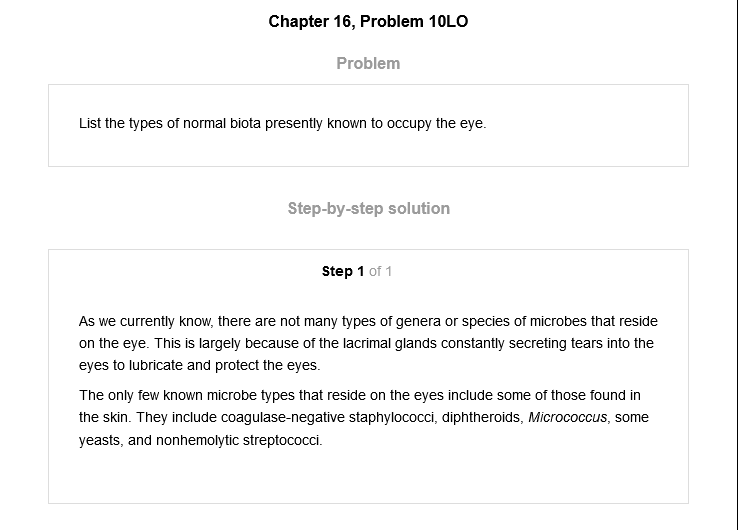 Chapter 16, Problem 10LO
Problem
List the types of normal biota presently known to occupy the eye.
Step-by-step solution
Step 1 of 1
As we currently know, there are not many types of genera or species of microbes that reside
on the eye. This is largely because of the lacrimal glands constantly secreting tears into the
eyes to lubricate and protect the eyes.
The only few known microbe types that reside on the eyes include some of those found in
the skin. They include coagulase-negative staphylococci, diphtheroids, Micrococcus, some
yeasts, and nonhemolytic streptococci.